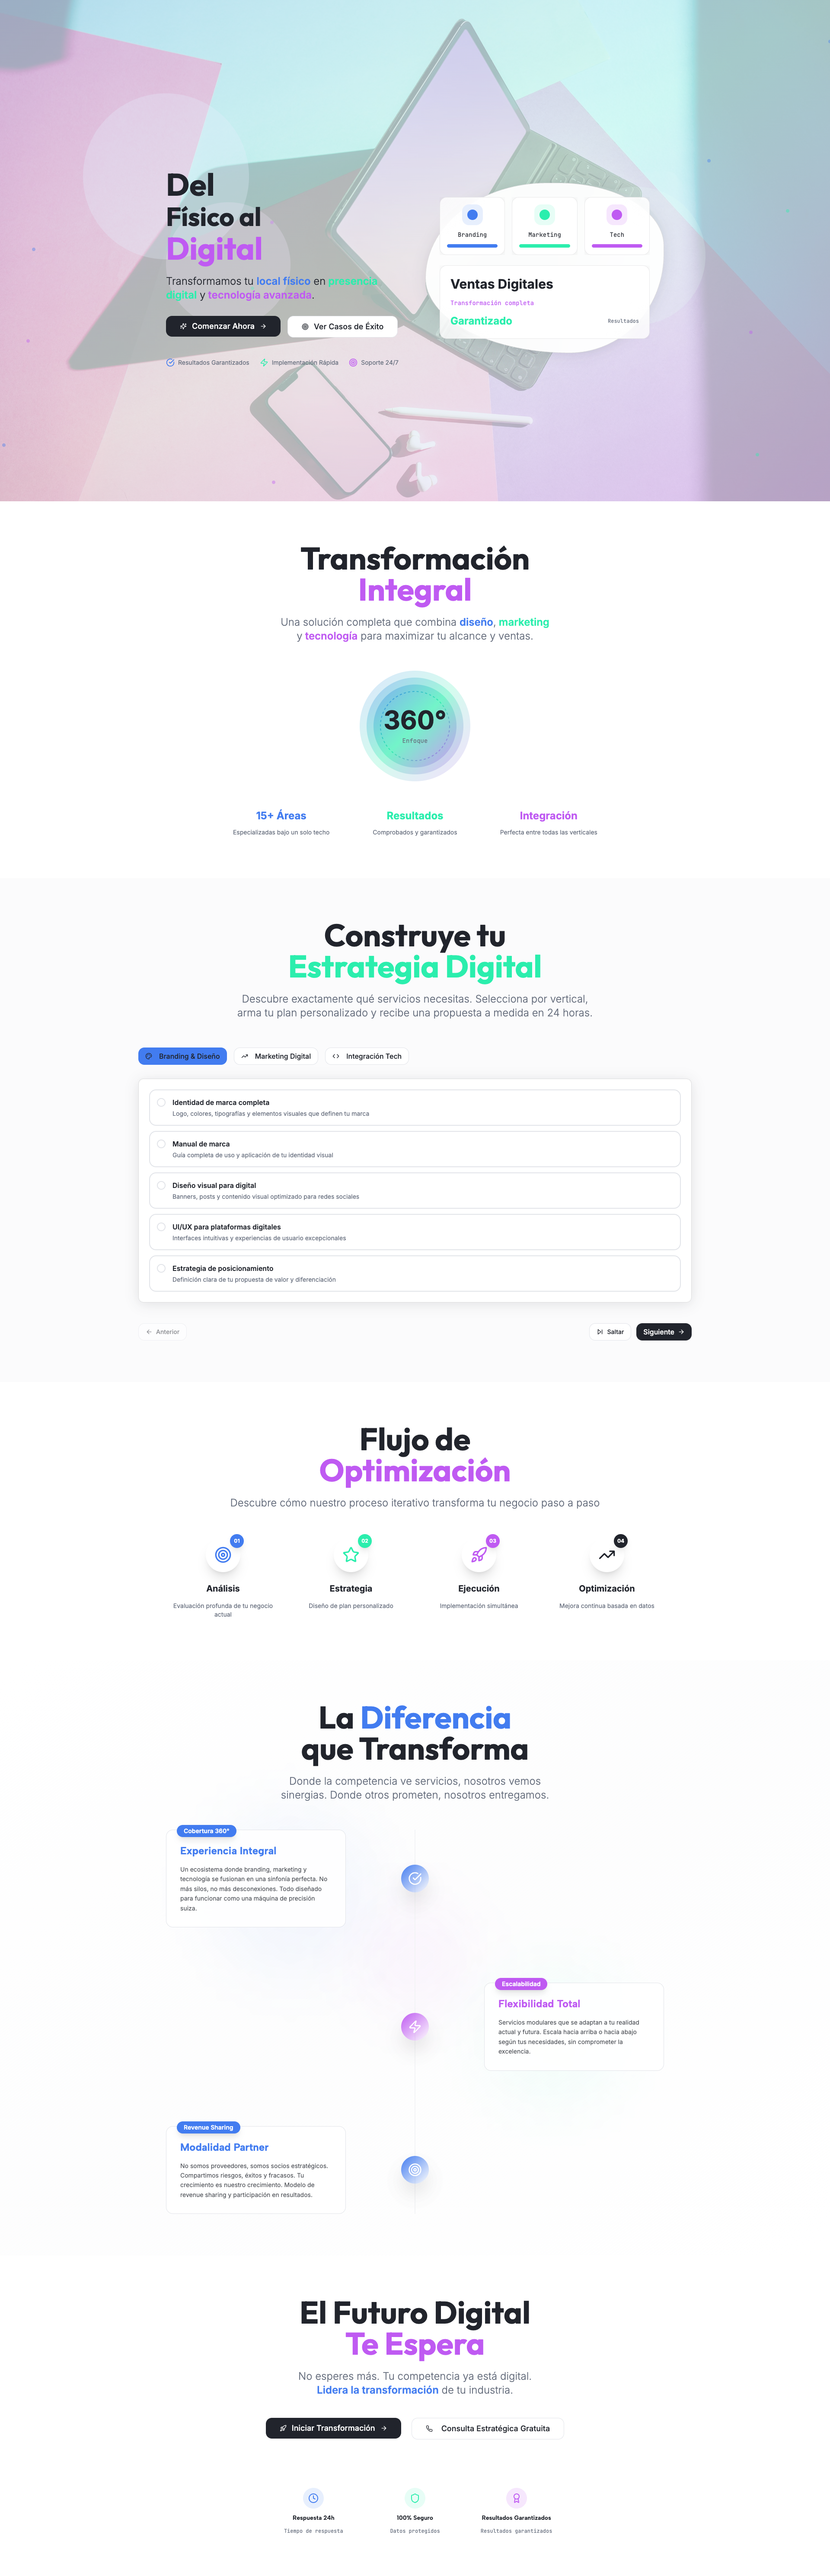 Del
Físico al
Digital
Transformamos tu local físico en presencia
digital y tecnología avanzada.
Comenzar Ahora
Ver Casos de Éxito
Resultados Garantizados
Implementación Rápida
Soporte 24/7
Branding
Marketing
Tech
Ventas Digitales
Transformación completa
Garantizado
Resultados
Transformación
Integral
Una solución completa que combina diseño, marketing
y tecnología para maximizar tu alcance y ventas.
360°
Enfoque
15+ Áreas
Especializadas bajo un solo techo
Resultados
Comprobados y garantizados
Integración
Perfecta entre todas las verticales
Construye tu
Estrategia Digital
Descubre exactamente qué servicios necesitas. Selecciona por vertical,
arma tu plan personalizado y recibe una propuesta a medida en 24 horas.
Branding & Diseño
Marketing Digital
Integración Tech
Identidad de marca completa
Logo, colores, tipografías y elementos visuales que definen tu marca
Manual de marca
Guía completa de uso y aplicación de tu identidad visual
Diseño visual para digital
Banners, posts y contenido visual optimizado para redes sociales
UI/UX para plataformas digitales
Interfaces intuitivas y experiencias de usuario excepcionales
Estrategia de posicionamiento
Definición clara de tu propuesta de valor y diferenciación
Anterior
Saltar
Siguiente
Flujo de
Optimización
Descubre cómo nuestro proceso iterativo transforma tu negocio paso a paso
01
Análisis
Evaluación profunda de tu negocio
actual
02
Estrategia
Diseño de plan personalizado
03
Ejecución
Implementación simultánea
04
Optimización
Mejora continua basada en datos
La Diferencia
que Transforma
Donde la competencia ve servicios, nosotros vemos
sinergias. Donde otros prometen, nosotros entregamos.
Cobertura 360°
Experiencia Integral
Un ecosistema donde branding, marketing y
tecnología se fusionan en una sinfonía perfecta. No
más silos, no más desconexiones. Todo diseñado
para funcionar como una máquina de precisión
suiza.
Escalabilidad
Flexibilidad Total
Servicios modulares que se adaptan a tu realidad
actual y futura. Escala hacia arriba o hacia abajo
según tus necesidades, sin comprometer la
excelencia.
Revenue Sharing
Modalidad Partner
No somos proveedores, somos socios estratégicos.
Compartimos riesgos, éxitos y fracasos. Tu
crecimiento es nuestro crecimiento. Modelo de
revenue sharing y participación en resultados.
El Futuro Digital
Te Espera
No esperes más. Tu competencia ya está digital.
Lidera la transformación de tu industria.
Iniciar Transformación
Consulta Estratégica Gratuita
Respuesta 24h
Tiempo de respuesta
100% Seguro
Datos protegidos
Resultados Garantizados
Resultados garantizados